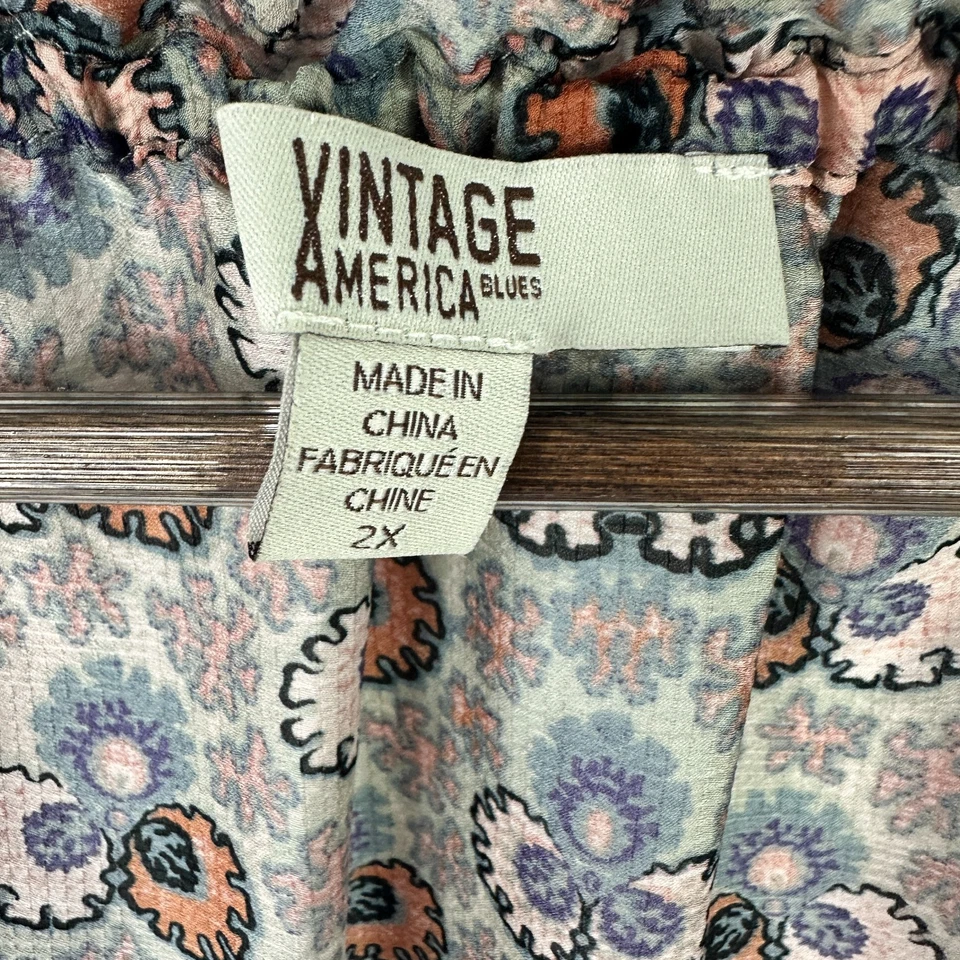 VINTAGE
AMERICA BLUES
MADE IN
CHINA
FABRIQUÉ EN
CHINE
2X